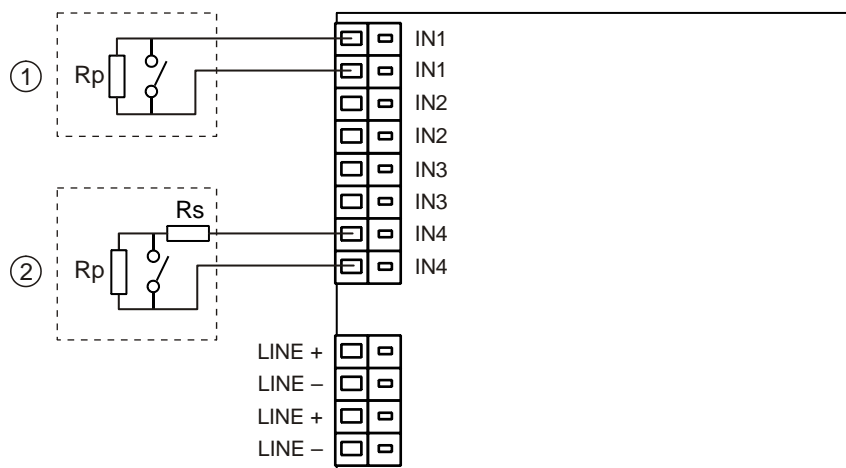 IN1
① Rp IN1
IN2
IN2
IN3
IN3
Rs
IN4
② Rp IN4
LINE +
LINE –
LINE +
LINE –